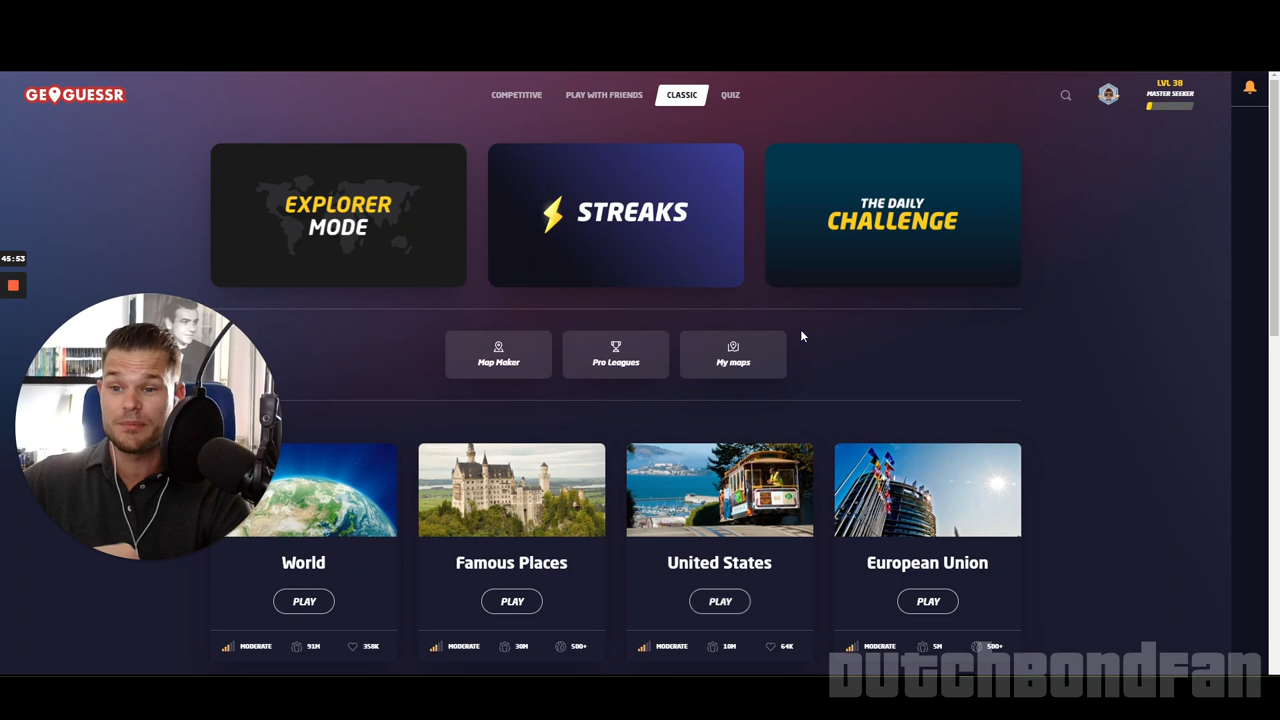 GEOGUESSR
COMPETITIVE
PLAY WITH FRIENDS
CLASSIC
QUIZ
LVL 38
MASTER SEEKER
EXPLORER
MODE
STREAKS
THE DAILY
CHALLENGE
45:53
Map Maker
Pro Leagues
My maps
World
Famous Places
United States
European Union
PLAY
PLAY
PLAY
PLAY
MODERATE
91M
350K
MODERATE
30M
500+
MODERATE
10M
64K
MODERATE
5M
500+
DUTCHBONDFAN